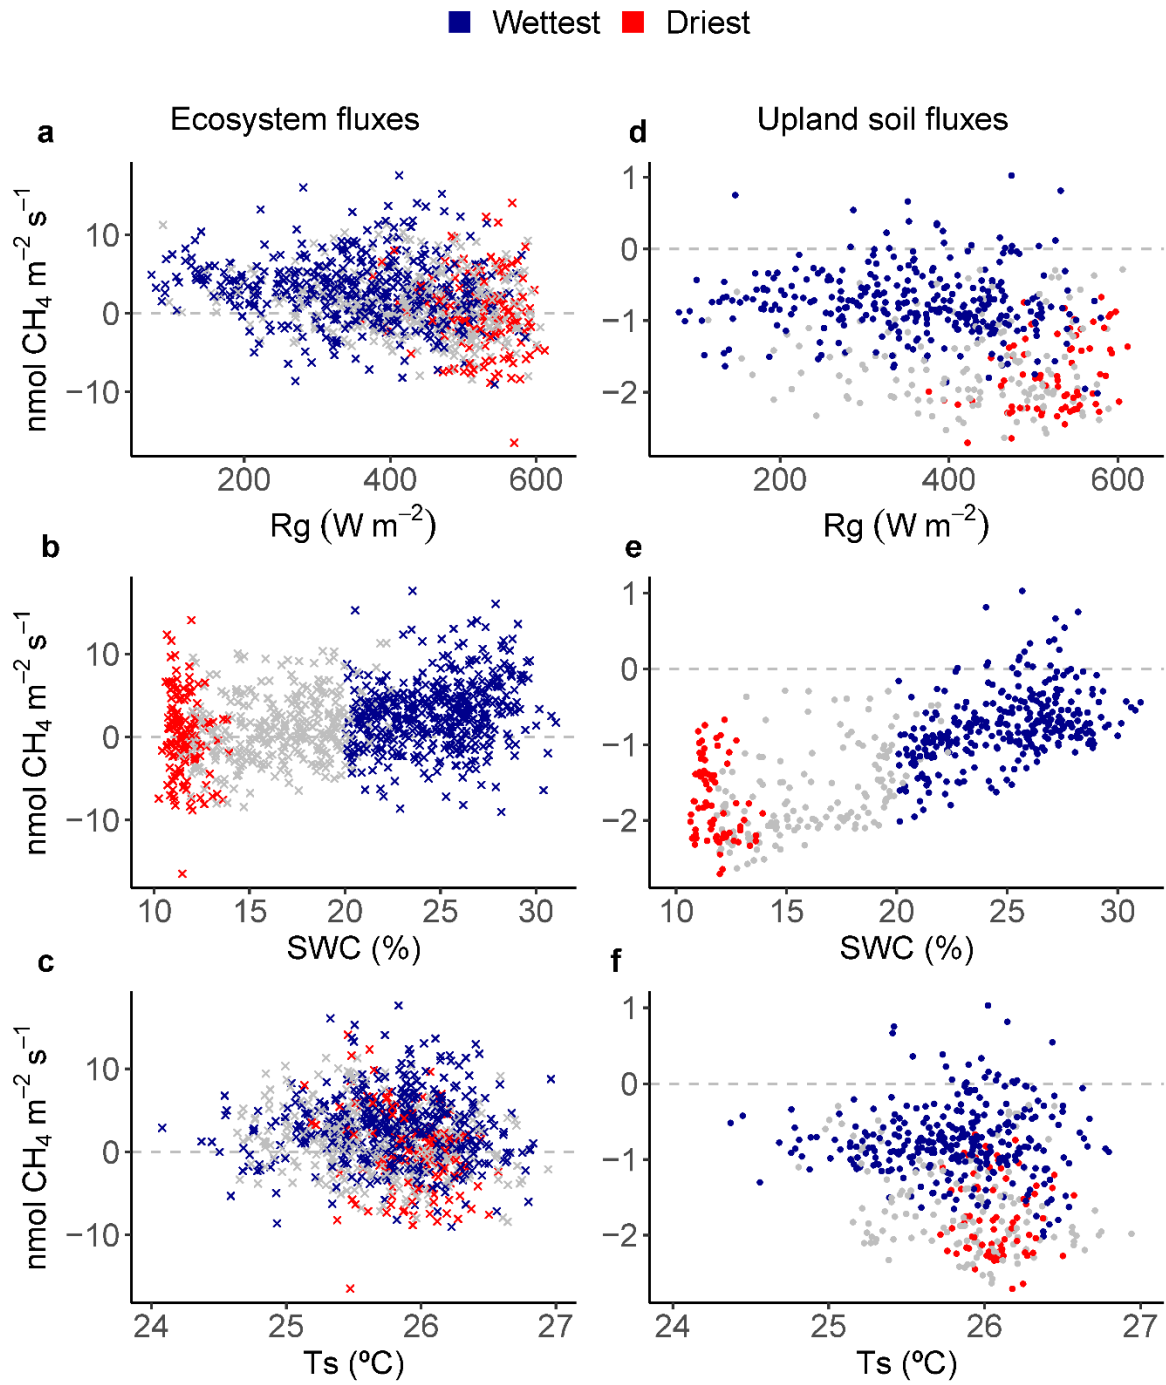 Wettest Driest
Ecosystem fluxes
Upland soil fluxes
a
nmol CH₄ m⁻² s⁻¹
10
0
−10
200 400 600
Rg (W m⁻²)
d
1
0
−1
−2
200 400 600
Rg (W m⁻²)
b
nmol CH₄ m⁻² s⁻¹
10
0
−10
10 15 20 25 30
SWC (%)
e
1
0
−1
−2
10 15 20 25 30
SWC (%)
c
nmol CH₄ m⁻² s⁻¹
10
0
−10
24 25 26 27
Ts (ºC)
f
1
0
−1
−2
24 25 26 27
Ts (ºC)